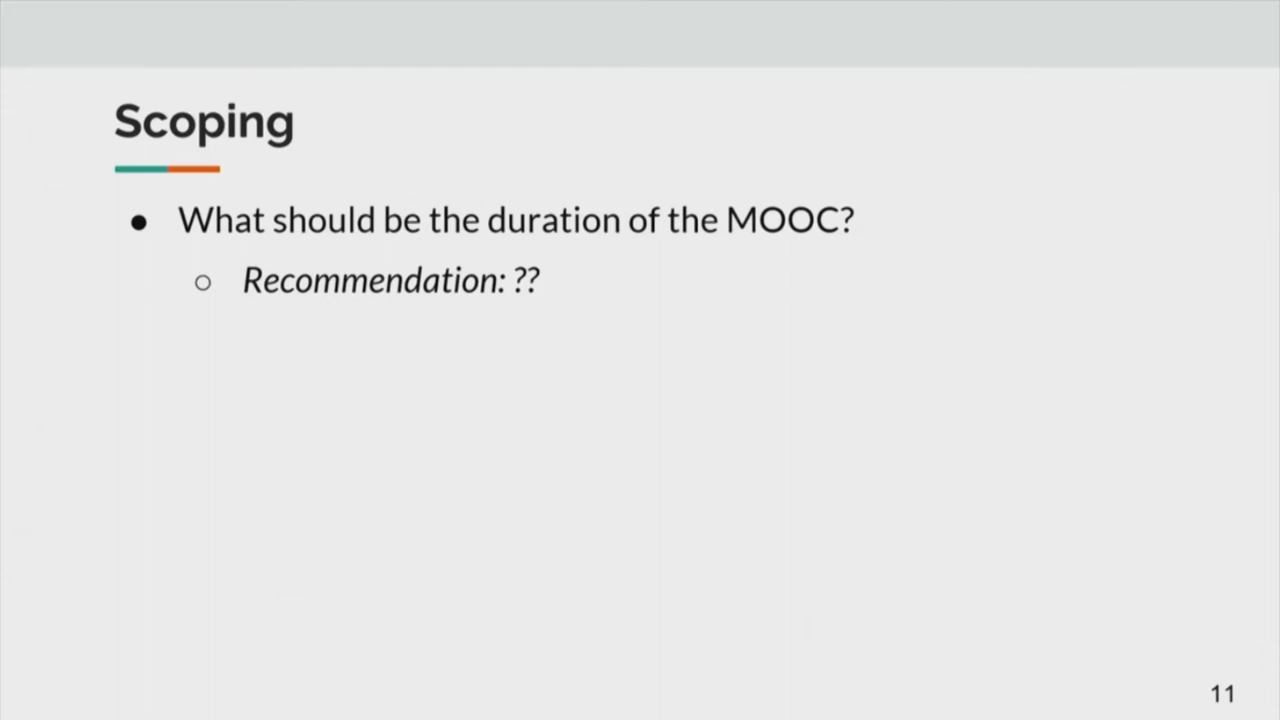 Scoping
● What should be the duration of the MOOC?
○ Recommendation: ??
11